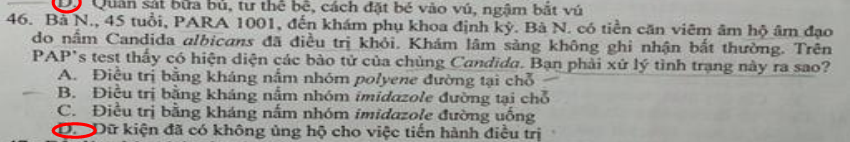 D. Quan sát bữa bú, tư thế bế, cách đặt bé vào vú, ngậm bắt vú
46. Bà N., 45 tuổi, PARA 1001, đến khám phụ khoa định kỳ. Bà N. có tiền căn viêm âm hộ âm đạo
do nấm Candida albicans đã điều trị khỏi. Khám lâm sàng không ghi nhận bất thường. Trên
PAP's test thấy có hiện diện các bào tử của chủng Candida. Bạn phải xử lý tình trạng này ra sao?
A. Điều trị bằng kháng nấm nhóm polyene đường tại chỗ
B. Điều trị bằng kháng nấm nhóm imidazole đường tại chỗ
C. Điều trị bằng kháng nấm nhóm imidazole đường uống
D. Dữ kiện đã có không ủng hộ cho việc tiến hành điều trị